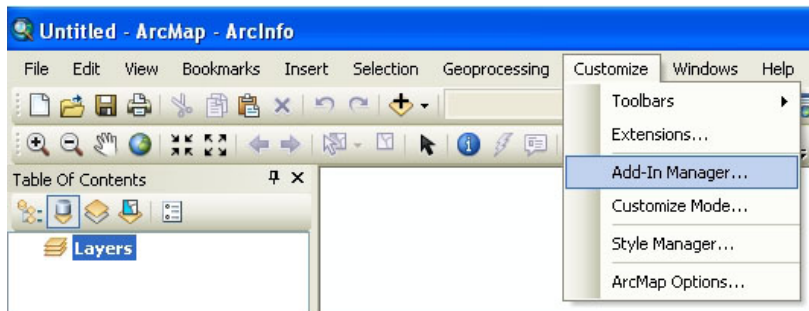 Untitled - ArcMap - ArcInfo
File Edit View Bookmarks Insert Selection Geoprocessing Customize Windows Help
Toolbars
Extensions...
Table Of Contents
Add-In Manager...
Customize Mode...
Layers
Style Manager...
ArcMap Options...